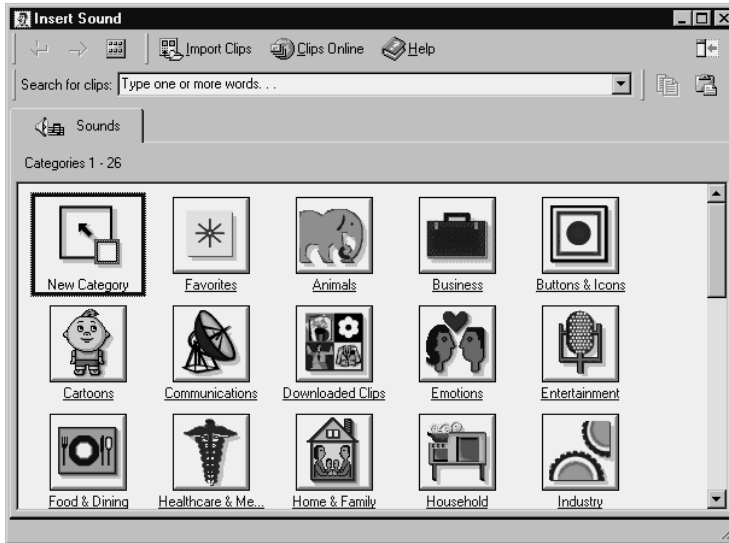 Insert Sound
Import Clips Clips Online Help
Search for clips: Type one or more words. . .
Sounds
Categories 1 - 26
New Category Favorites Animals Business Buttons & Icons
Cartoons Communications Downloaded Clips Emotions Entertainment
Food & Dining Healthcare & Me... Home & Family Household Industry